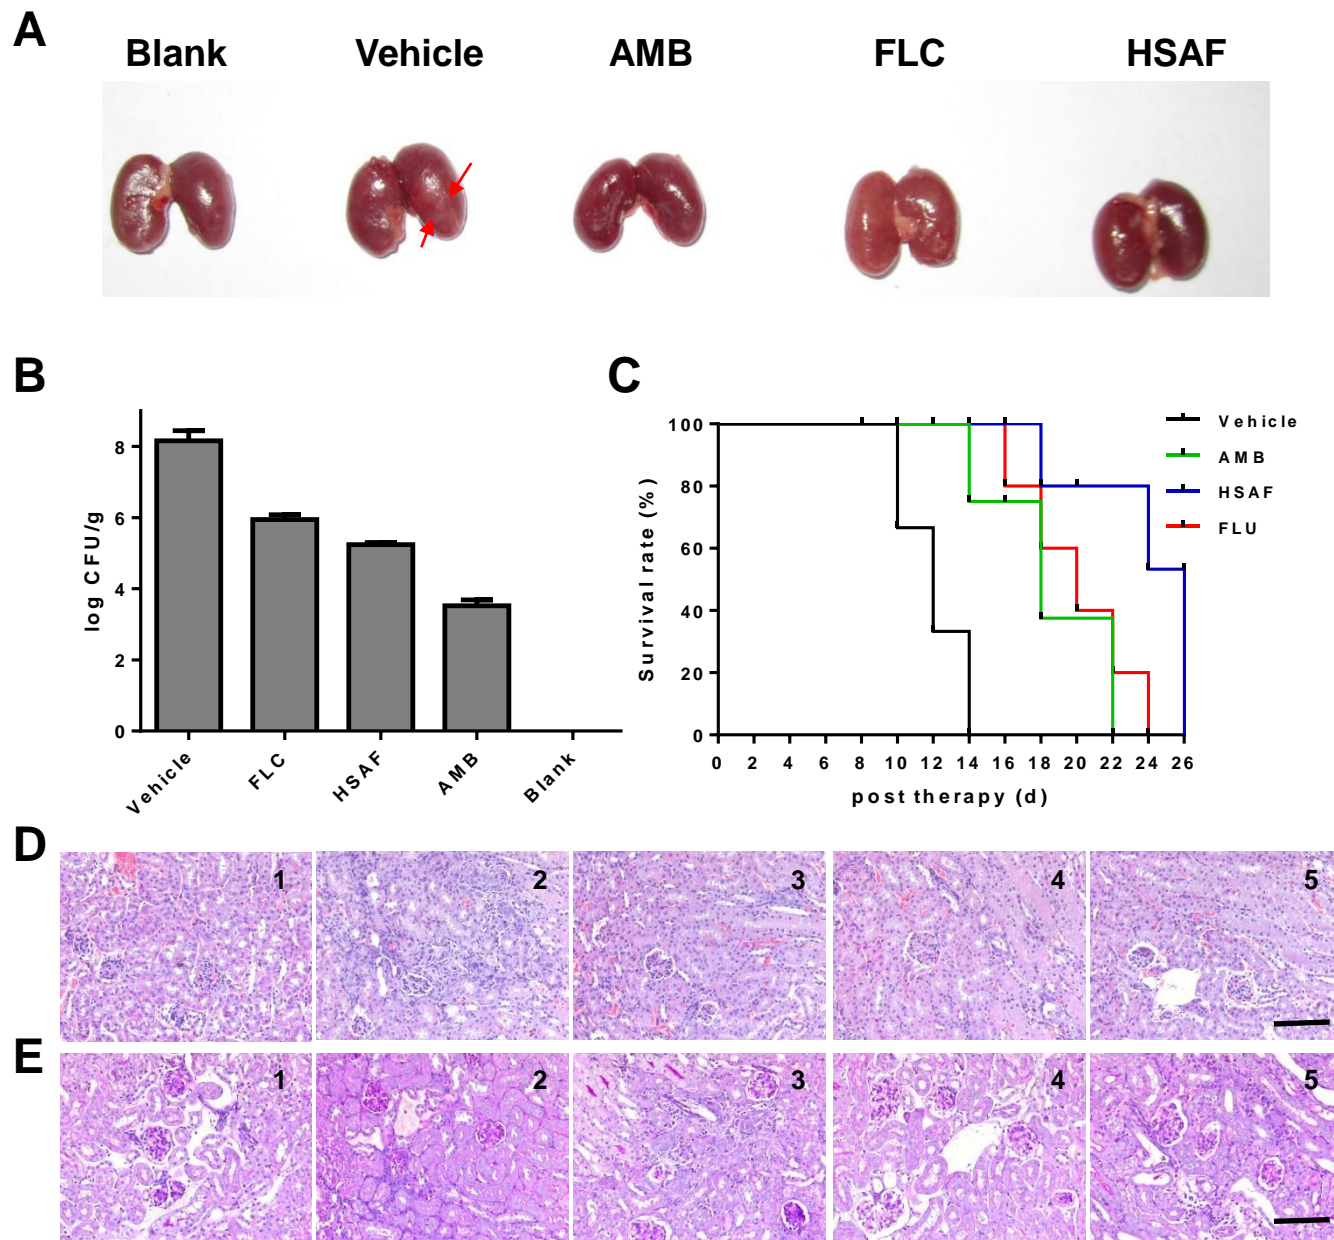 A
Blank Vehicle AMB FLC HSAF
B
log CFU/g
8
6
4
2
0
Vehicle FLC HSAF AMB Blank
C
Survival rate (%)
100
80
60
40
20
0
0 2 4 6 8 10 12 14 16 18 20 22 24 26
post therapy (d)
Vehicle
AMB
HSAF
FLU
D
1 2 3 4 5
E
1 2 3 4 5